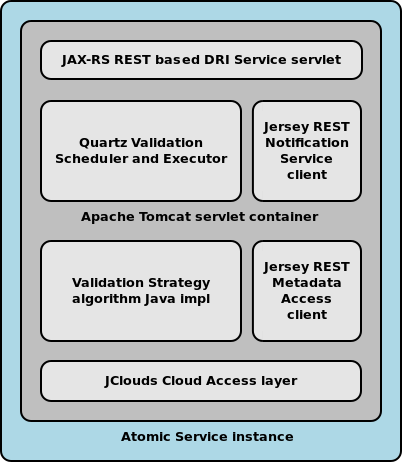 JAX-RS REST based DRI Service servlet
Quartz Validation
Scheduler and Executor
Jersey REST
Notification
Service
client
Apache Tomcat servlet container
Validation Strategy
algorithm Java impl
Jersey REST
Metadata
Access
client
JClouds Cloud Access layer
Atomic Service instance